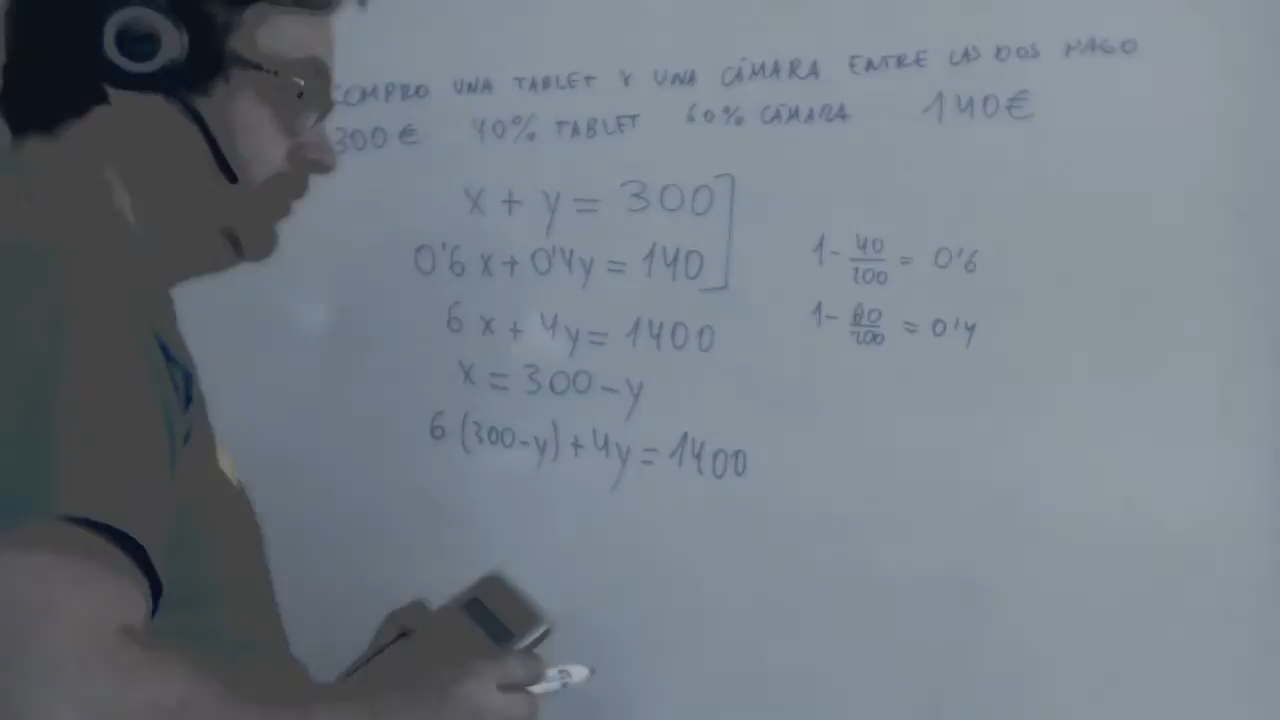 COMPRO UNA TABLET Y UNA CÁMARA ENTRE LAS DOS PAGO
300 € 40% TABLET 60% CÁMARA 140€
x + y = 300
0'6 x + 0'4y = 140
6 x + 4y = 1400
x = 300 - y
6 (300-y) + 4y = 1400
1 - 40/100 = 0'6
1 - 60/100 = 0'4